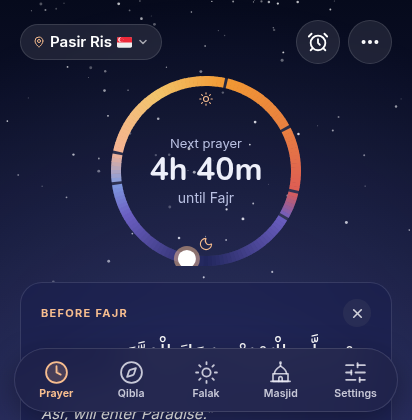 Pasir Ris
Next prayer
4h 40m
until Fajr
BEFORE FAJR
Asr, will enter Paradise."
Prayer
Qibla
Falak
Masjid
Settings